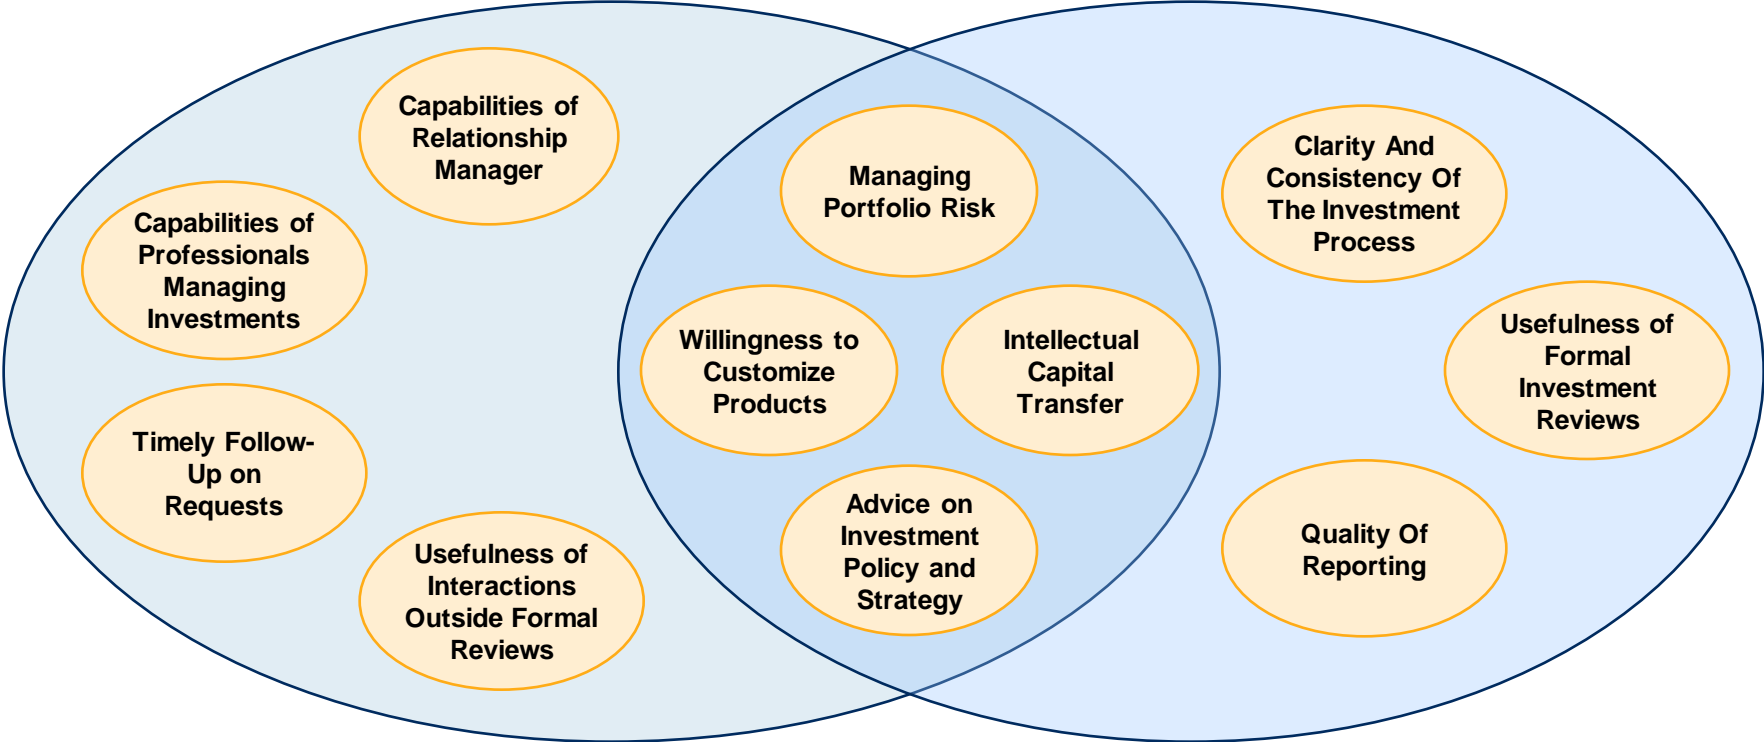 Capabilities of
Relationship
Manager
Capabilities of
Professionals
Managing
Investments
Timely Follow-
Up on
Requests
Usefulness of
Interactions
Outside Formal
Reviews
Managing
Portfolio Risk
Willingness to
Customize
Products
Intellectual
Capital
Transfer
Advice on
Investment
Policy and
Strategy
Clarity And
Consistency Of
The Investment
Process
Usefulness of
Formal
Investment
Reviews
Quality Of
Reporting